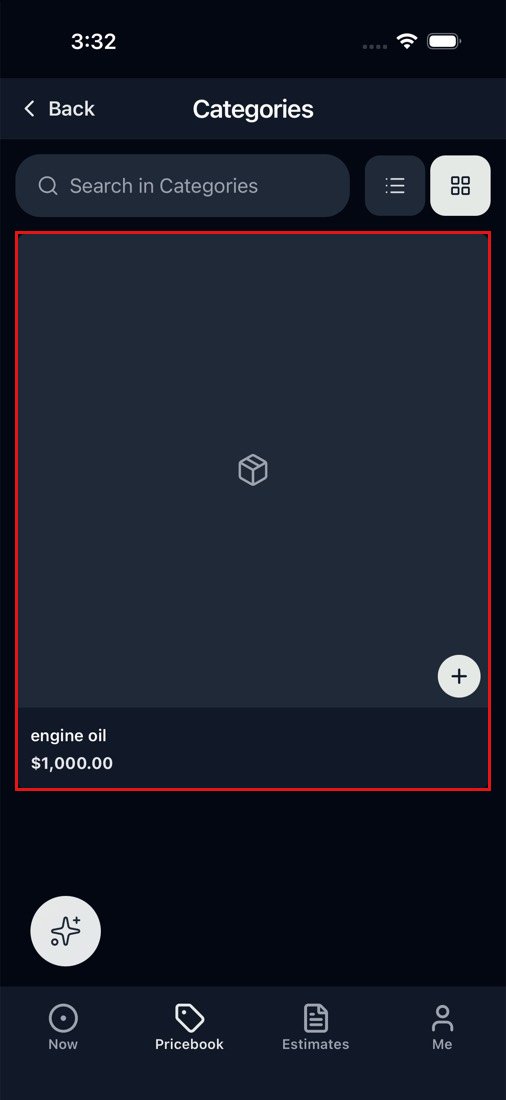 3:32
Back
Categories
Search in Categories
engine oil
$1,000.00
Now
Pricebook
Estimates
Me